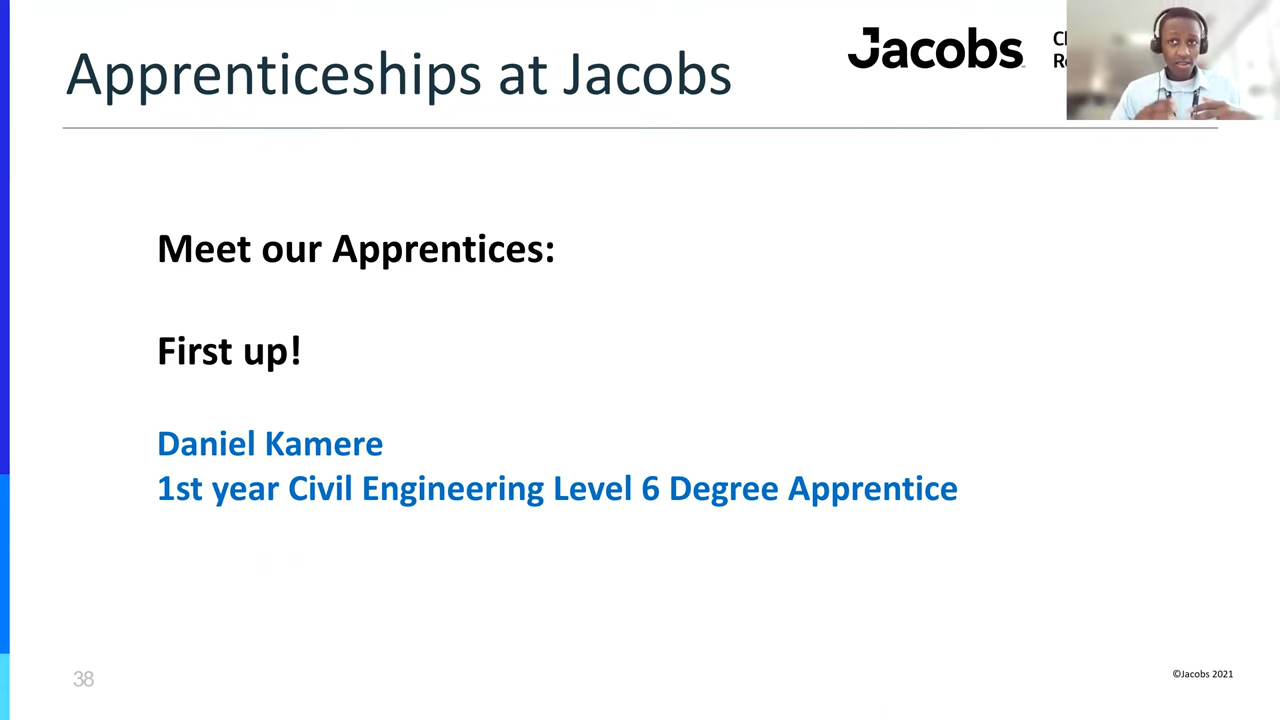 Apprenticeships at Jacobs
Jacobs
Meet our Apprentices:
First up!
Daniel Kamere
1st year Civil Engineering Level 6 Degree Apprentice
38
©Jacobs 2021